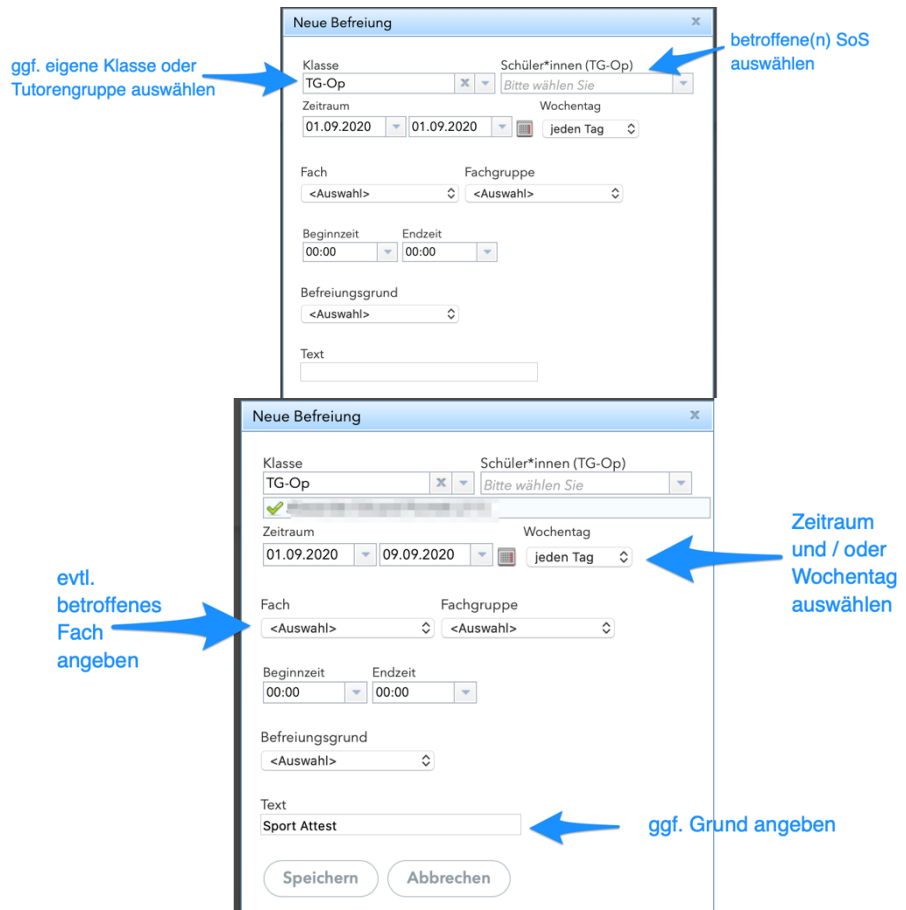 Neue Befreiung x
betroffene(n) SoS
auswählen
ggf. eigene Klasse oder
Tutorengruppe auswählen
Klasse Schüler*innen (TG-Op)
TG-Op x Bitte wählen Sie
Zeitraum Wochentag
01.09.2020 01.09.2020 jeden Tag
Fach Fachgruppe
<Auswahl> <Auswahl>
Beginnzeit Endzeit
00:00 00:00
Befreiungsgrund
<Auswahl>
Text
Neue Befreiung x
Klasse Schüler*innen (TG-Op)
TG-Op x Bitte wählen Sie
Zeitraum Wochentag
01.09.2020 09.09.2020 jeden Tag
Zeitraum
und / oder
Wochentag
auswählen
evtl.
betroffenes
Fach
angeben
Fach Fachgruppe
<Auswahl> <Auswahl>
Beginnzeit Endzeit
00:00 00:00
Befreiungsgrund
<Auswahl>
Text
Sport Attest
ggf. Grund angeben
Speichern Abbrechen